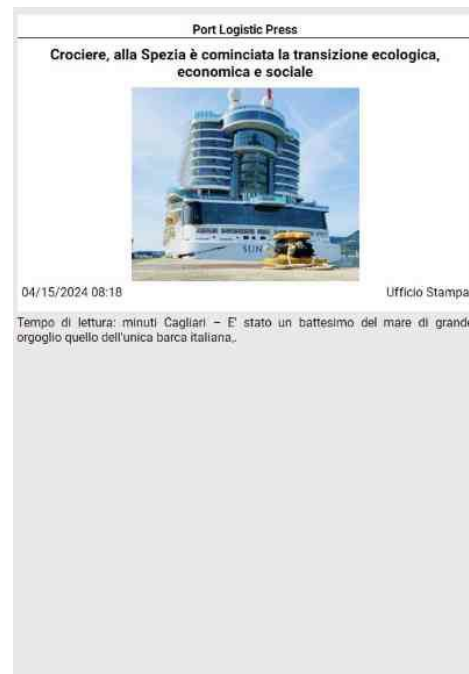 Port Logistic Press
Crociere, alla Spezia è cominciata la transizione ecologica,
economica e sociale
SUN
04/15/2024 08:18
Ufficio Stampa
Tempo di lettura: minuti Cagliari – E' stato un battesimo del mare di grande
orgoglio quello dell'unica barca italiana,.